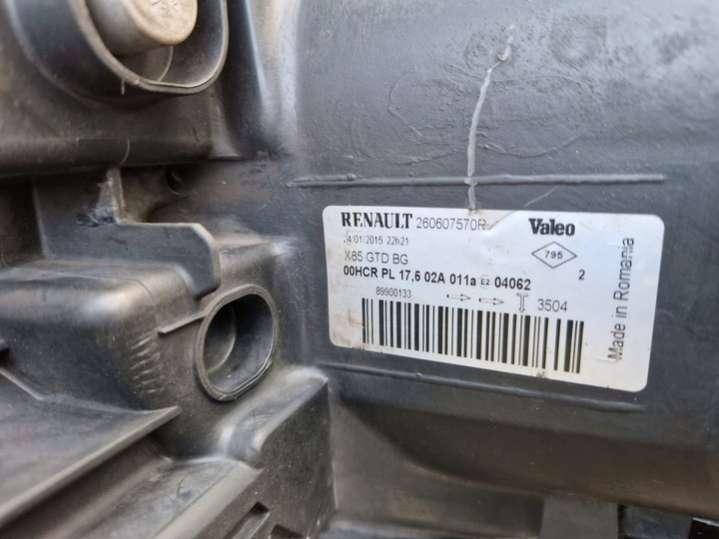 RENAULT 260607570R Valeo
14/01/2015 22h21
X85 GTD BG 795 2
00HCR PL 17,6 02A 011a E2 04062
89900133 3504
Made in Romania